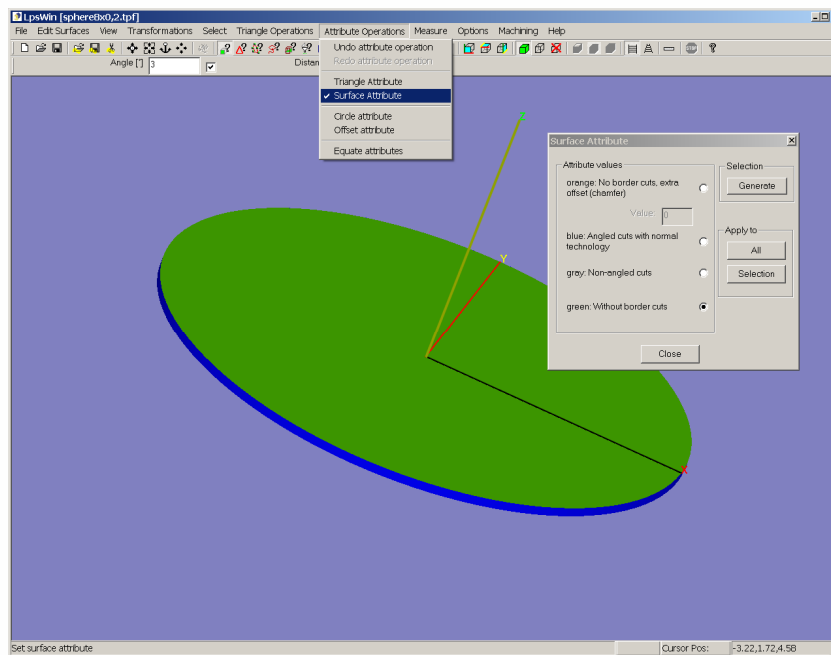 LpsWin [sphere8x0,2.tpf]
File Edit Surfaces View Transformations Select Triangle Operations Attribute Operations Measure Options Machining Help
Angle [°] 3 Distan
Undo attribute operation
Redo attribute operation
Triangle Attribute
Surface Attribute
Circle attribute
Offset attribute
Equate attributes
Z
Y
X
Surface Attribute
Attribute values
orange: No border cuts, extra
offset (chamfer)
Value: 0
blue: Angled cuts with normal
technology
gray: Non-angled cuts
green: Without border cuts
Selection
Generate
Apply to
All
Selection
Close
Set surface attribute
Cursor Pos: -3.22,1.72,4.58